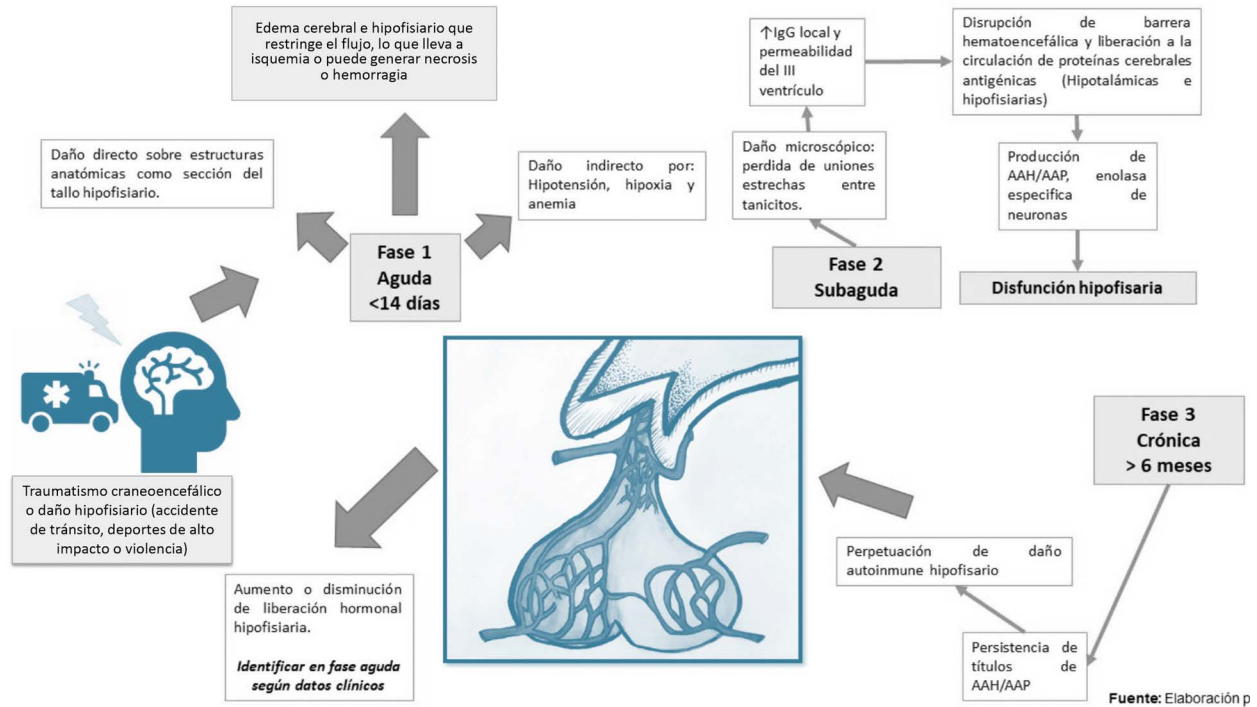 Edema cerebral e hipofisiario que
restringe el flujo, lo que lleva a
isquemia o puede generar necrosis
o hemorragia
Daño directo sobre estructuras
anatómicas como sección del
tallo hipofisiario.
Daño indirecto por:
Hipotensión, hipoxia y
anemia
Fase 1
Aguda
<14 días
Traumatismo craneoencefálico
o daño hipofisiario (accidente
de tránsito, deportes de alto
impacto o violencia)
Aumento o disminución
de liberación hormonal
hipofisiaria.
Identificar en fase aguda
según datos clínicos
↑IgG local y
permeabilidad
del III
ventrículo
Disrupción de barrera
hematoencefálica y liberación a la
circulación de proteínas cerebrales
antigénicas (Hipotalámicas e
hipofisiarias)
Daño microscópico:
perdida de uniones
estrechas entre
tanicitos.
Producción de
AAH/AAP, enolasa
especifica de
neuronas
Fase 2
Subaguda
Disfunción hipofisaria
Fase 3
Crónica
> 6 meses
Perpetuación de daño
autoinmune hipofisario
Persistencia de
títulos de
AAH/AAP
Fuente: Elaboración p